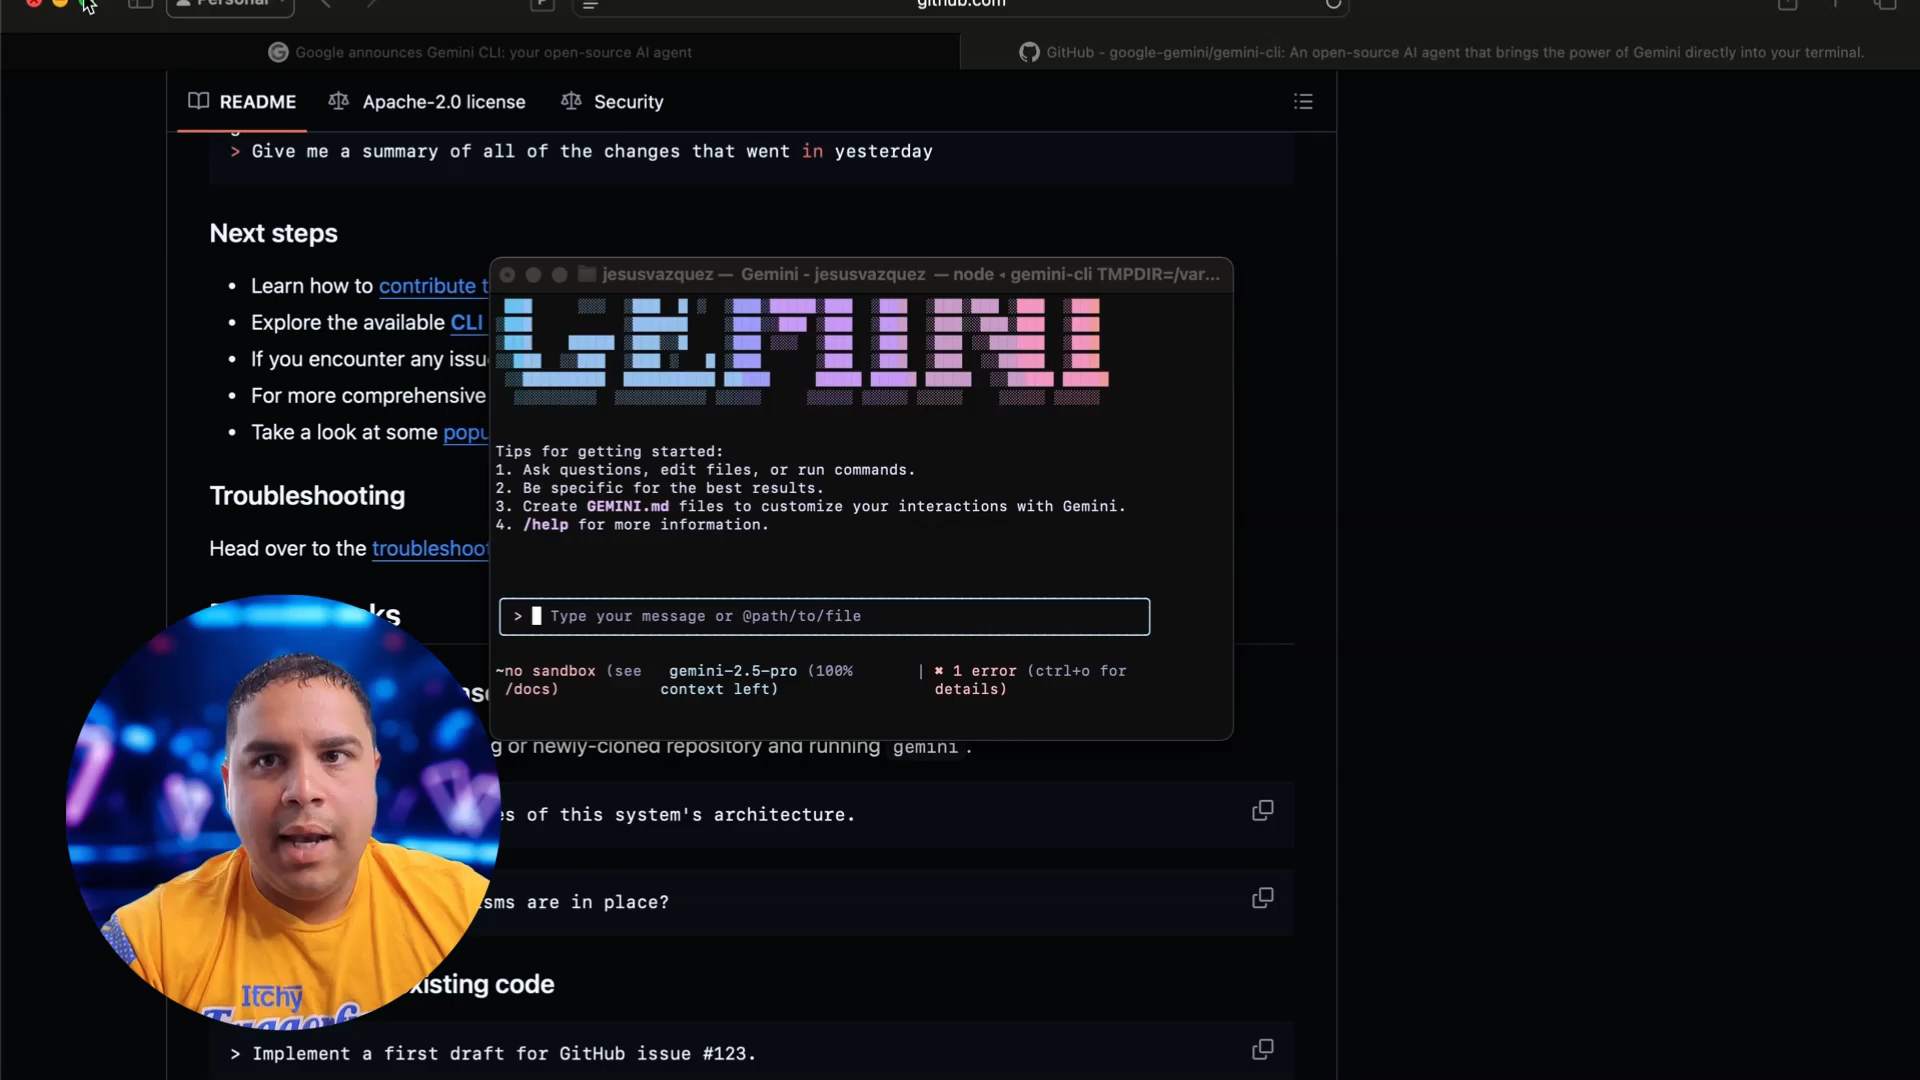 Personal
github.com
Google announces Gemini CLI: your open-source AI agent
GitHub - google-gemini/gemini-cli: An open-source AI agent that brings the power of Gemini directly into your terminal.
README
Apache-2.0 license
Security
> Give me a summary of all of the changes that went in yesterday
Next steps
• Learn how to contribute t
• Explore the available CLI
• If you encounter any issu
• For more comprehensive
• Take a look at some popu
Troubleshooting
Head over to the troubleshoot
jesusvazquez — Gemini - jesusvazquez — node ◂ gemini-cli TMPDIR=/var...
GEMINI
Tips for getting started:
1. Ask questions, edit files, or run commands.
2. Be specific for the best results.
3. Create GEMINI.md files to customize your interactions with Gemini.
4. /help for more information.
> Type your message or @path/to/file
~no sandbox (see /docs)
gemini-2.5-pro (100% context left)
| ✖ 1 error (ctrl+o for details)
g or newly-cloned repository and running gemini .
es of this system's architecture.
sms are in place?
xisting code
> Implement a first draft for GitHub issue #123.
Itchy